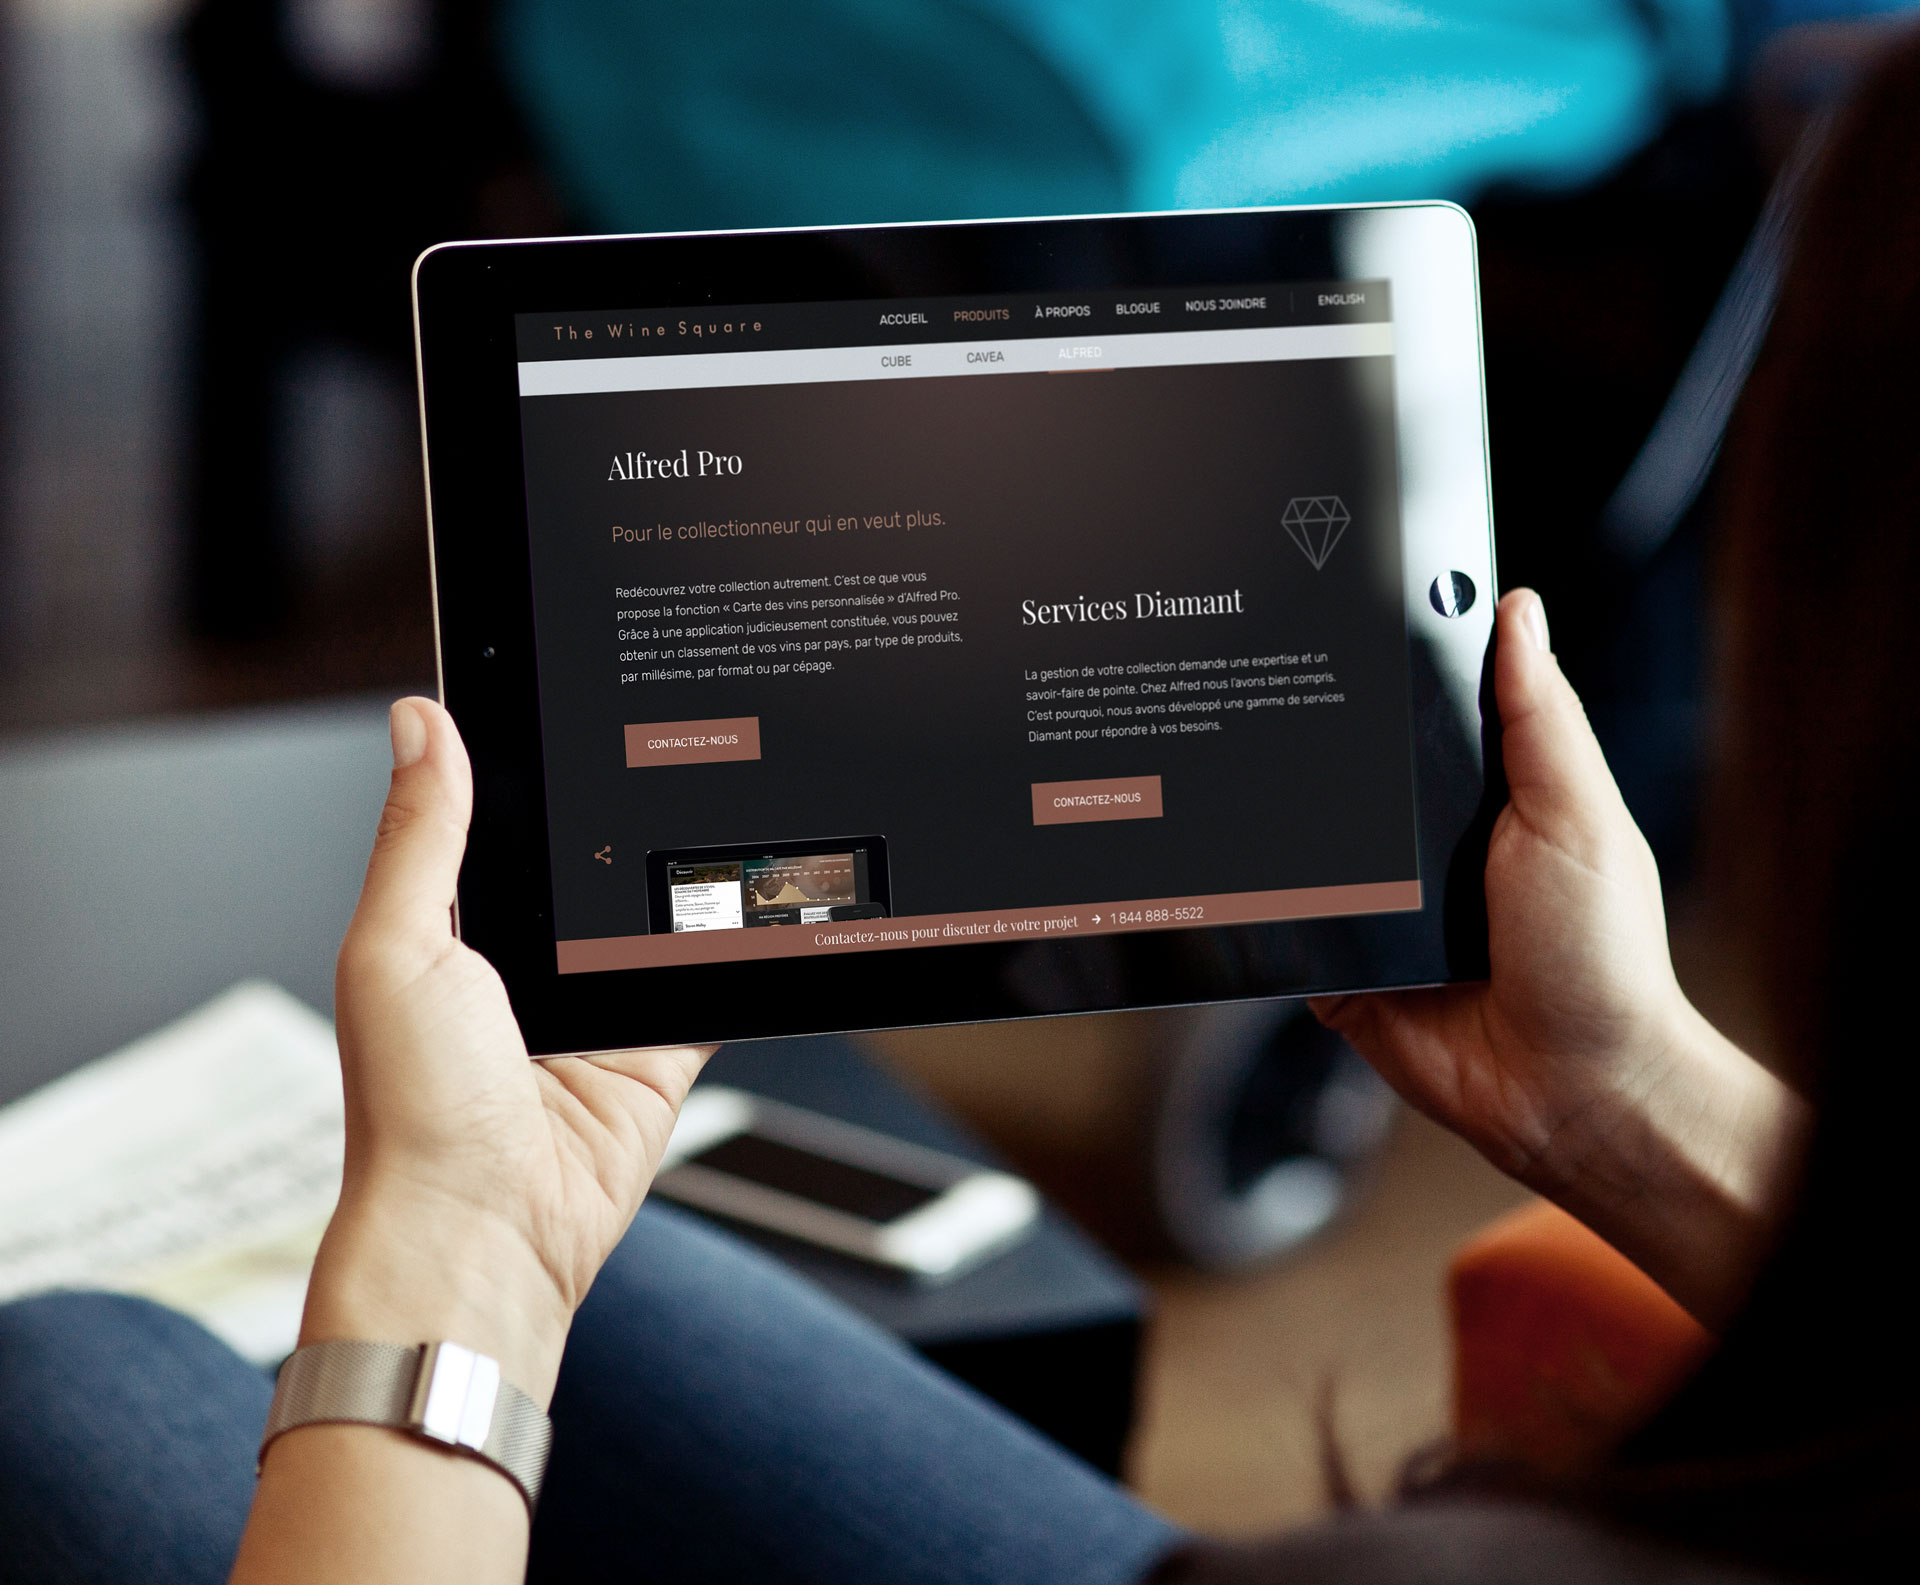 The Wine Square
ACCUEIL PRODUITS À PROPOS BLOGUE NOUS JOINDRE ENGLISH
CUBE CAVEA ALFRED
Alfred Pro
Pour le collectionneur qui en veut plus.
Redécouvrez votre collection autrement. C'est ce que vous
propose la fonction « Carte des vins personnalisée » d'Alfred Pro.
Grâce à une application judicieusement constituée, vous pouvez
obtenir un classement de vos vins par pays, par type de produits,
par millésime, par format ou par cépage.
CONTACTEZ-NOUS
Services Diamant
La gestion de votre collection demande une expertise et un
savoir-faire de pointe. Chez Alfred nous l'avons bien compris.
C'est pourquoi, nous avons développé une gamme de services
Diamant pour répondre à vos besoins.
CONTACTEZ-NOUS
Découvrir
Contactez-nous pour discuter de votre projet → 1 844 888-5522